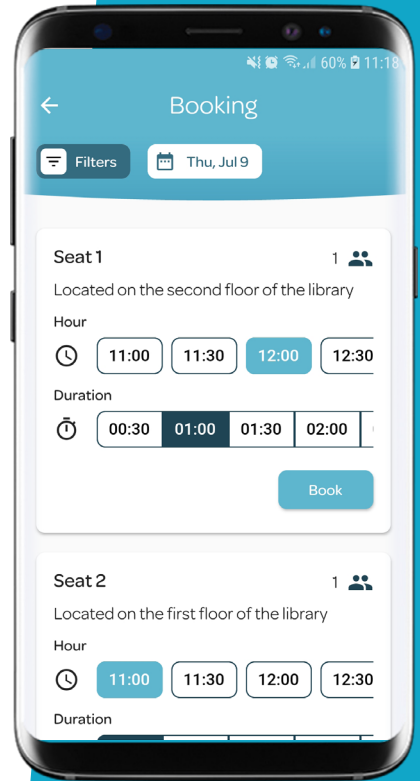 60% 11:18
Booking
Filters Thu, Jul 9
Seat 1 1
Located on the second floor of the library
Hour
11:00 11:30 12:00 12:30
Duration
00:30 01:00 01:30 02:00
Book
Seat 2 1
Located on the first floor of the library
Hour
11:00 11:30 12:00 12:30
Duration